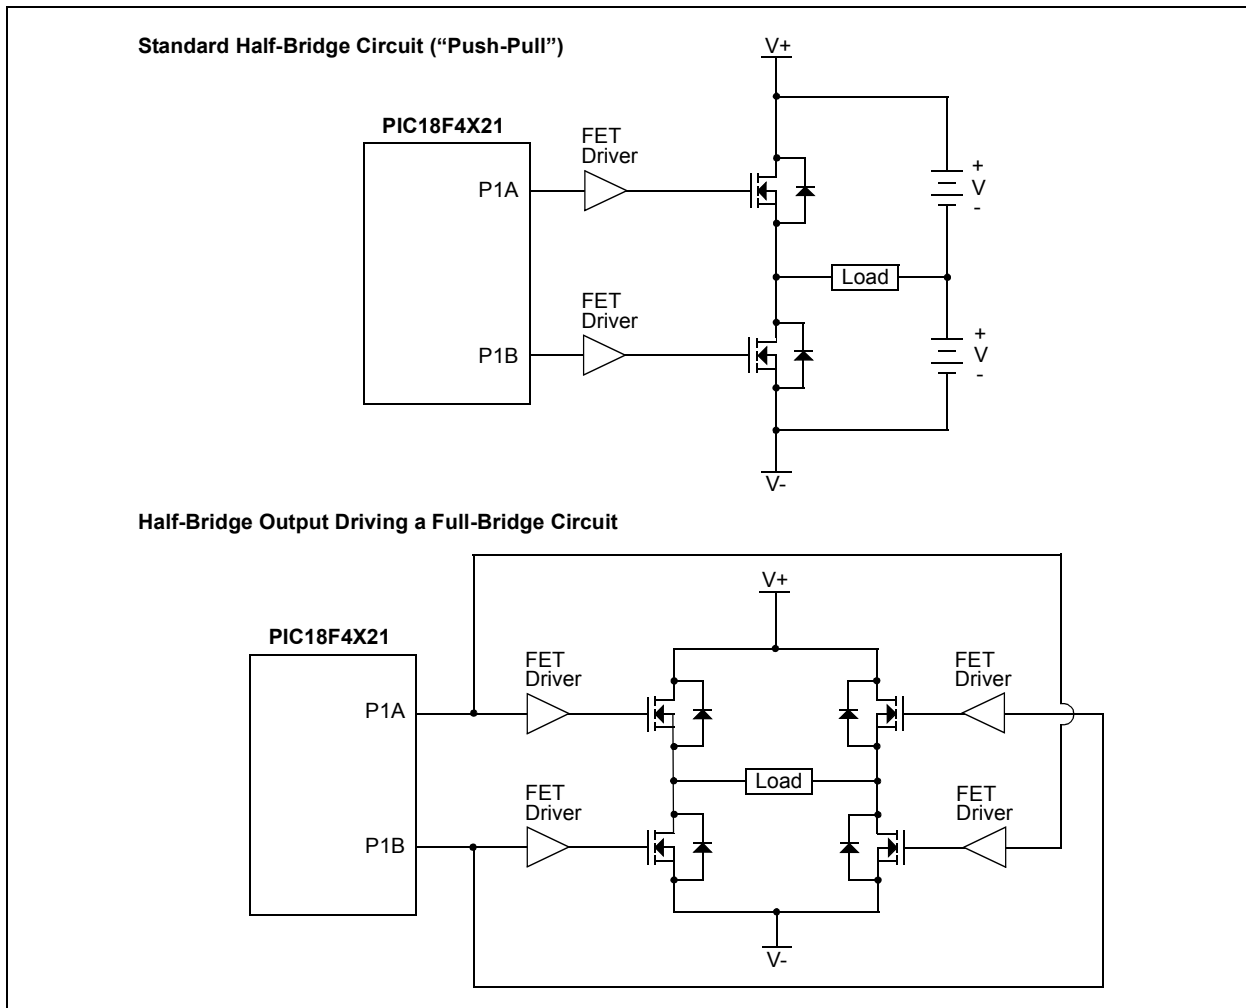 Standard Half-Bridge Circuit (“Push-Pull”)
V+
PIC18F4X21
FET
Driver
P1A
+
V
-
Load
FET
Driver
P1B
+
V
-
V-
Half-Bridge Output Driving a Full-Bridge Circuit
V+
PIC18F4X21
FET
Driver
FET
Driver
P1A
Load
FET
Driver
FET
Driver
P1B
V-